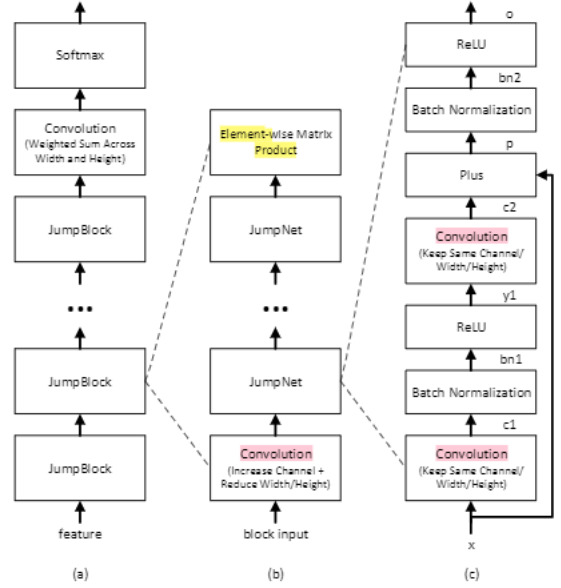 Softmax
Convolution
(Weighted Sum Across
Width and Height)
JumpBlock
...
JumpBlock
JumpBlock
feature
(a)
Element-wise Matrix
Product
JumpNet
...
JumpNet
Convolution
(Increase Channel +
Reduce Width/Height)
block input
(b)
o
ReLU
bn2
Batch Normalization
p
Plus
c2
Convolution
(Keep Same Channel/
Width/Height)
y1
ReLU
bn1
Batch Normalization
c1
Convolution
(Keep Same Channel/
Width/Height)
x
(c)